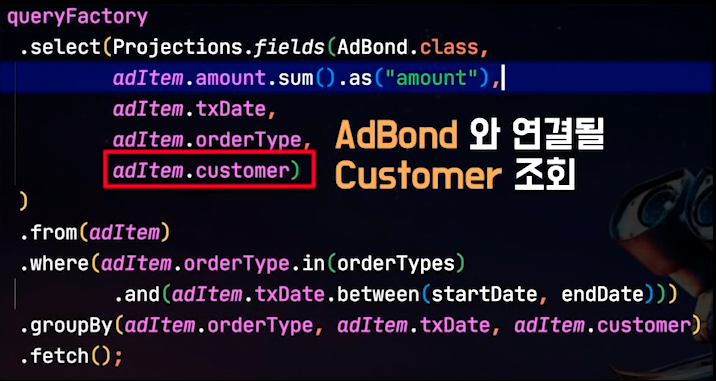 queryFactory
.select(Projections.fields(AdBond.class,
adItem.amount.sum().as("amount"),
adItem.txDate,
adItem.orderType,
adItem.customer)
AdBond 와 연결될
Customer 조회
)
.from(adItem)
.where(adItem.orderType.in(orderTypes)
.and(adItem.txDate.between(startDate, endDate)))
.groupBy(adItem.orderType, adItem.txDate, adItem.customer)
.fetch();